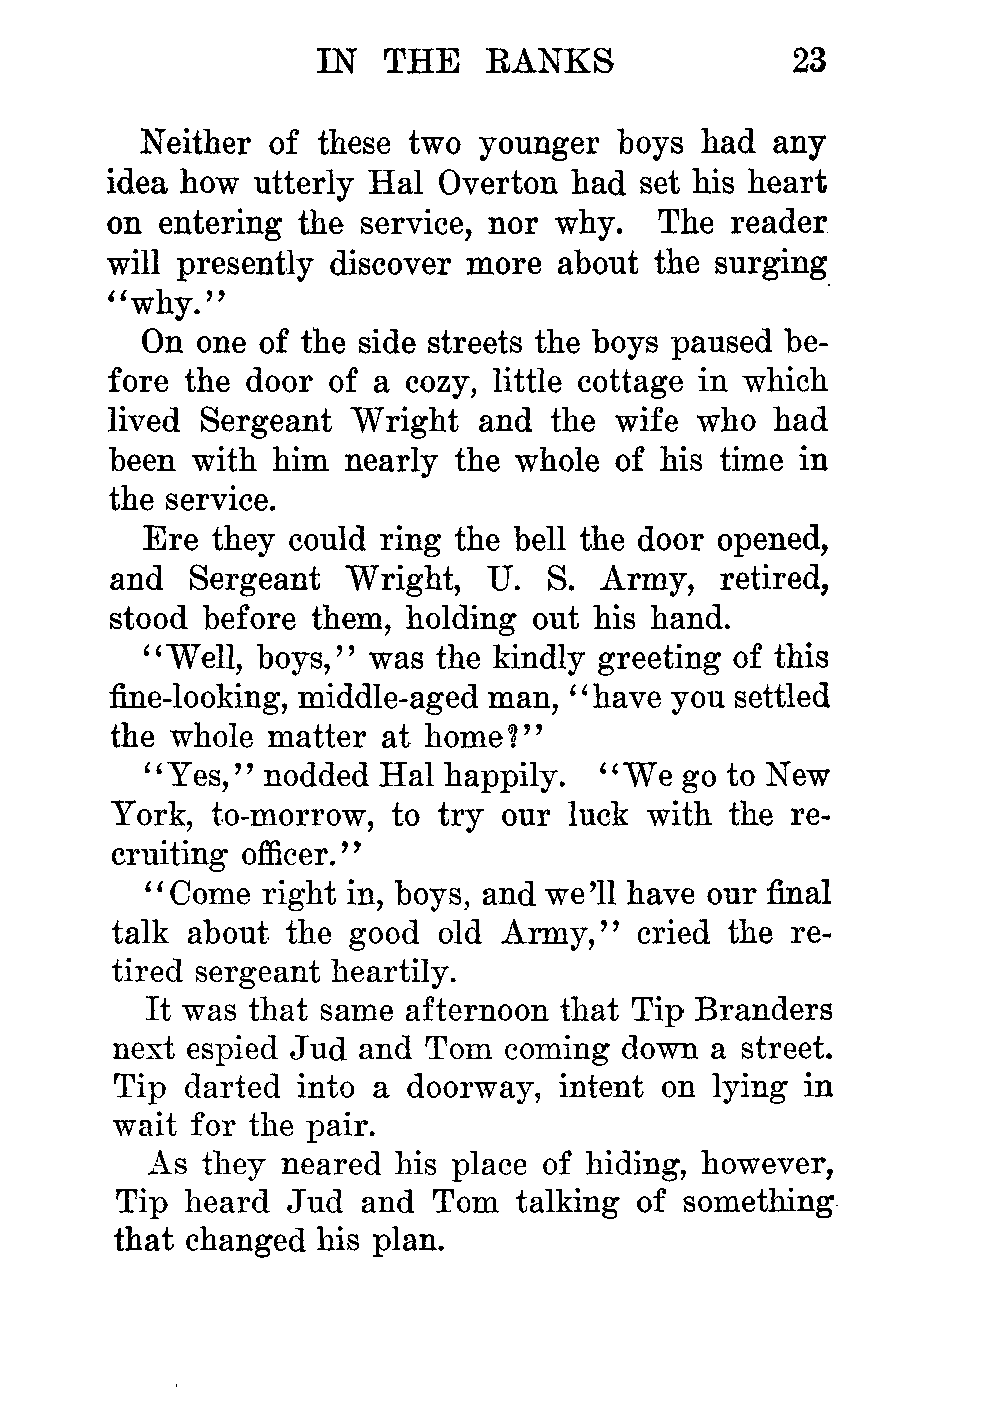 IN THE RANKS 23
Neither of these two younger boys had any
idea how utterly Hal Overton had set his heart
on entering the service, nor why. The reader
will presently discover more about the surging
“why.”
On one of the side streets the boys paused be-
fore the door of a cozy, little cottage in which
lived Sergeant Wright and the wife who had
been with him nearly the whole of his time in
the service.
Ere they could ring the bell the door opened,
and Sergeant Wright, U. S. Army, retired,
stood before them, holding out his hand.
“Well, boys,” was the kindly greeting of this
fine-looking, middle-aged man, “have you settled
the whole matter at home?”
“Yes,” nodded Hal happily. “We go to New
York, to-morrow, to try our luck with the re-
cruiting officer.”
“Come right in, boys, and we’ll have our final
talk about the good old Army,” cried the re-
tired sergeant heartily.
It was that same afternoon that Tip Branders
next espied Jud and Tom coming down a street.
Tip darted into a doorway, intent on lying in
wait for the pair.
As they neared his place of hiding, however,
Tip heard Jud and Tom talking of something
that changed his plan.